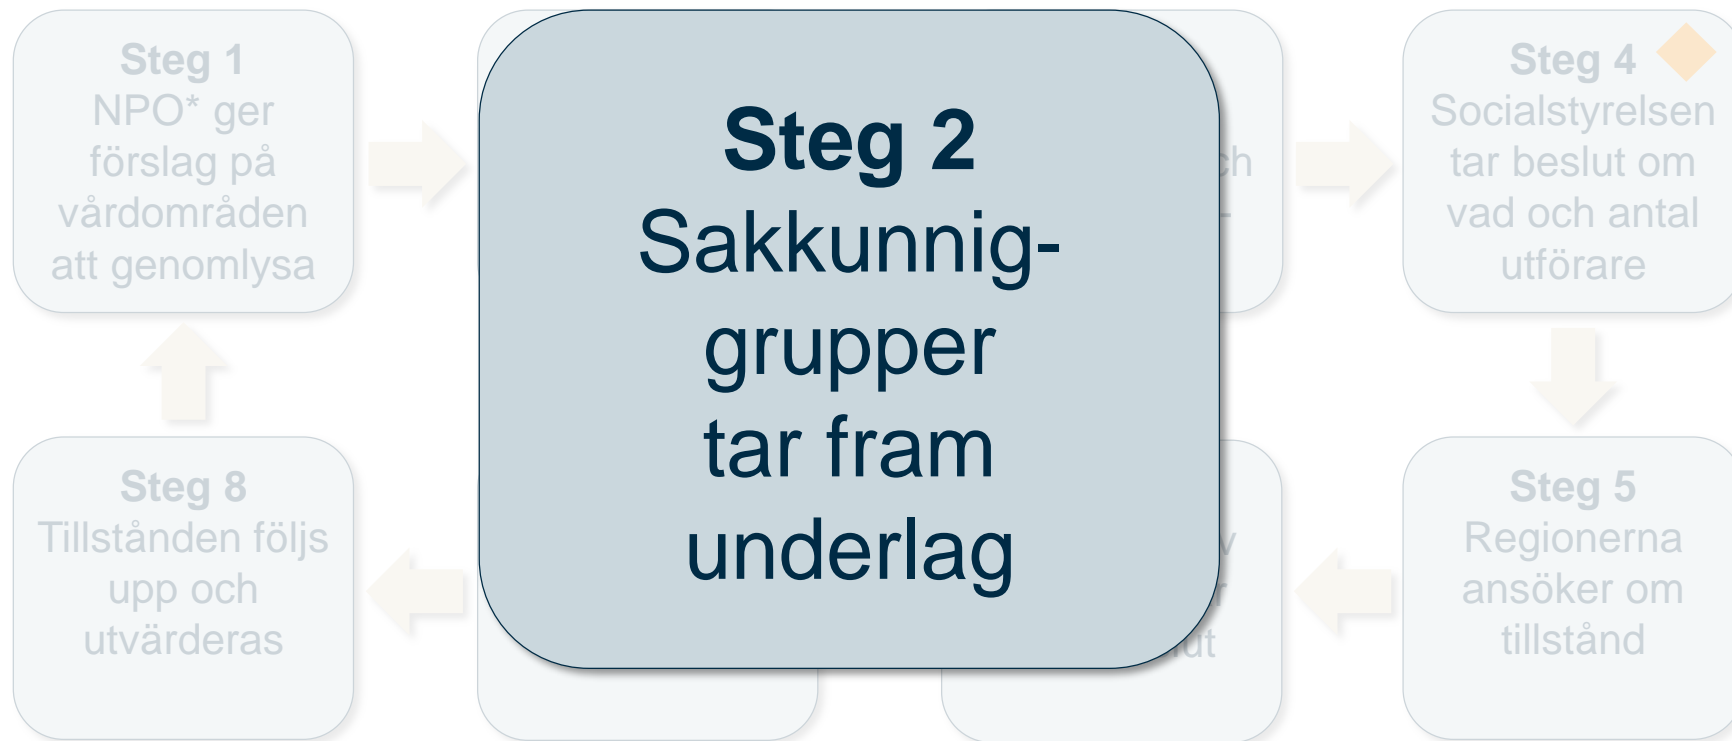 Steg 1
NPO* ger
förslag på
vårdområden
att genomlysa
Steg 2
Sakkunnig-
grupper
tar fram
underlag
Steg 4
Socialstyrelsen
tar beslut om
vad och antal
utförare
Steg 8
Tillstånden följs
upp och
utvärderas
Steg 5
Regionerna
ansöker om
tillstånd